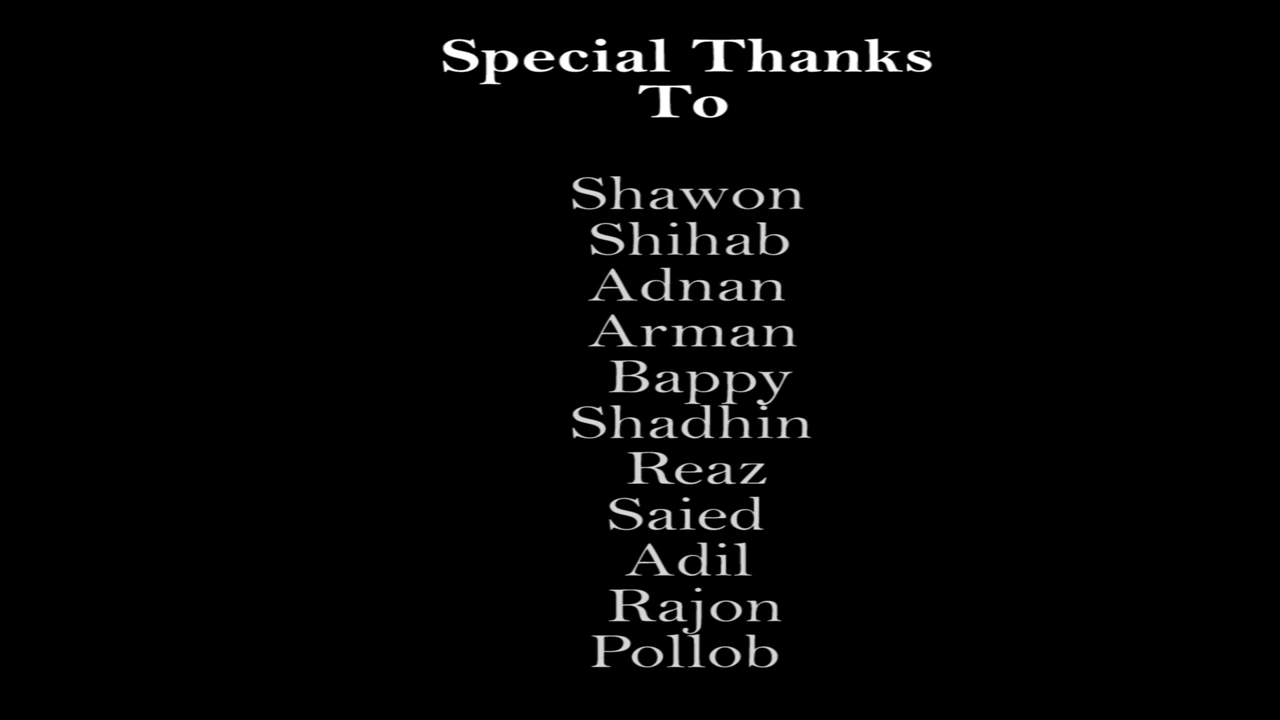 Special Thanks
To
Shawon
Shihab
Adnan
Arman
Bappy
Shadhin
Reaz
Saied
Adil
Rajon
Pollob